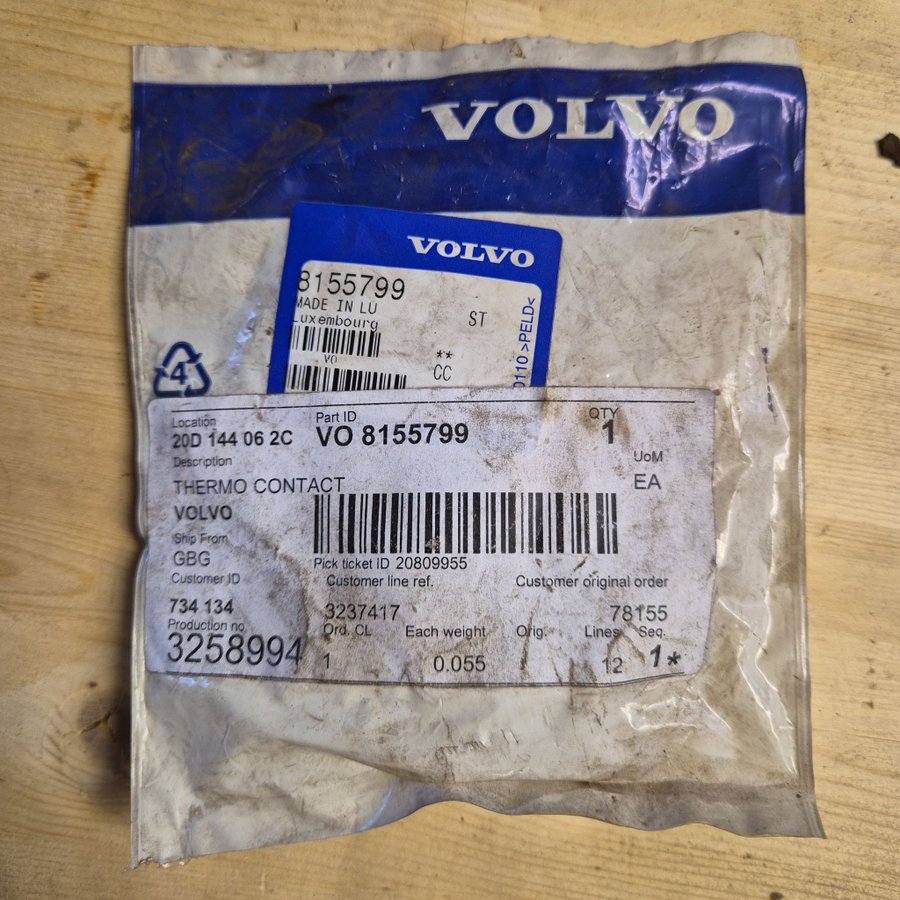 VOLVO
VOLVO
8155799
MADE IN LU
Luxembourg
ST
VO
**
CC
>PELD<
4
Location
20D 144 06 2C
Part ID
VO 8155799
QTY
1
Description
UoM
THERMO CONTACT
EA
VOLVO
Ship From
GBG
Pick ticket ID 20809955
Customer ID
Customer line ref.
Customer original order
734 134
3237417
78155
Production no.
Ord. CL
Each weight
Orig.
Lines
Seq.
3258994
1
0.055
12
1*